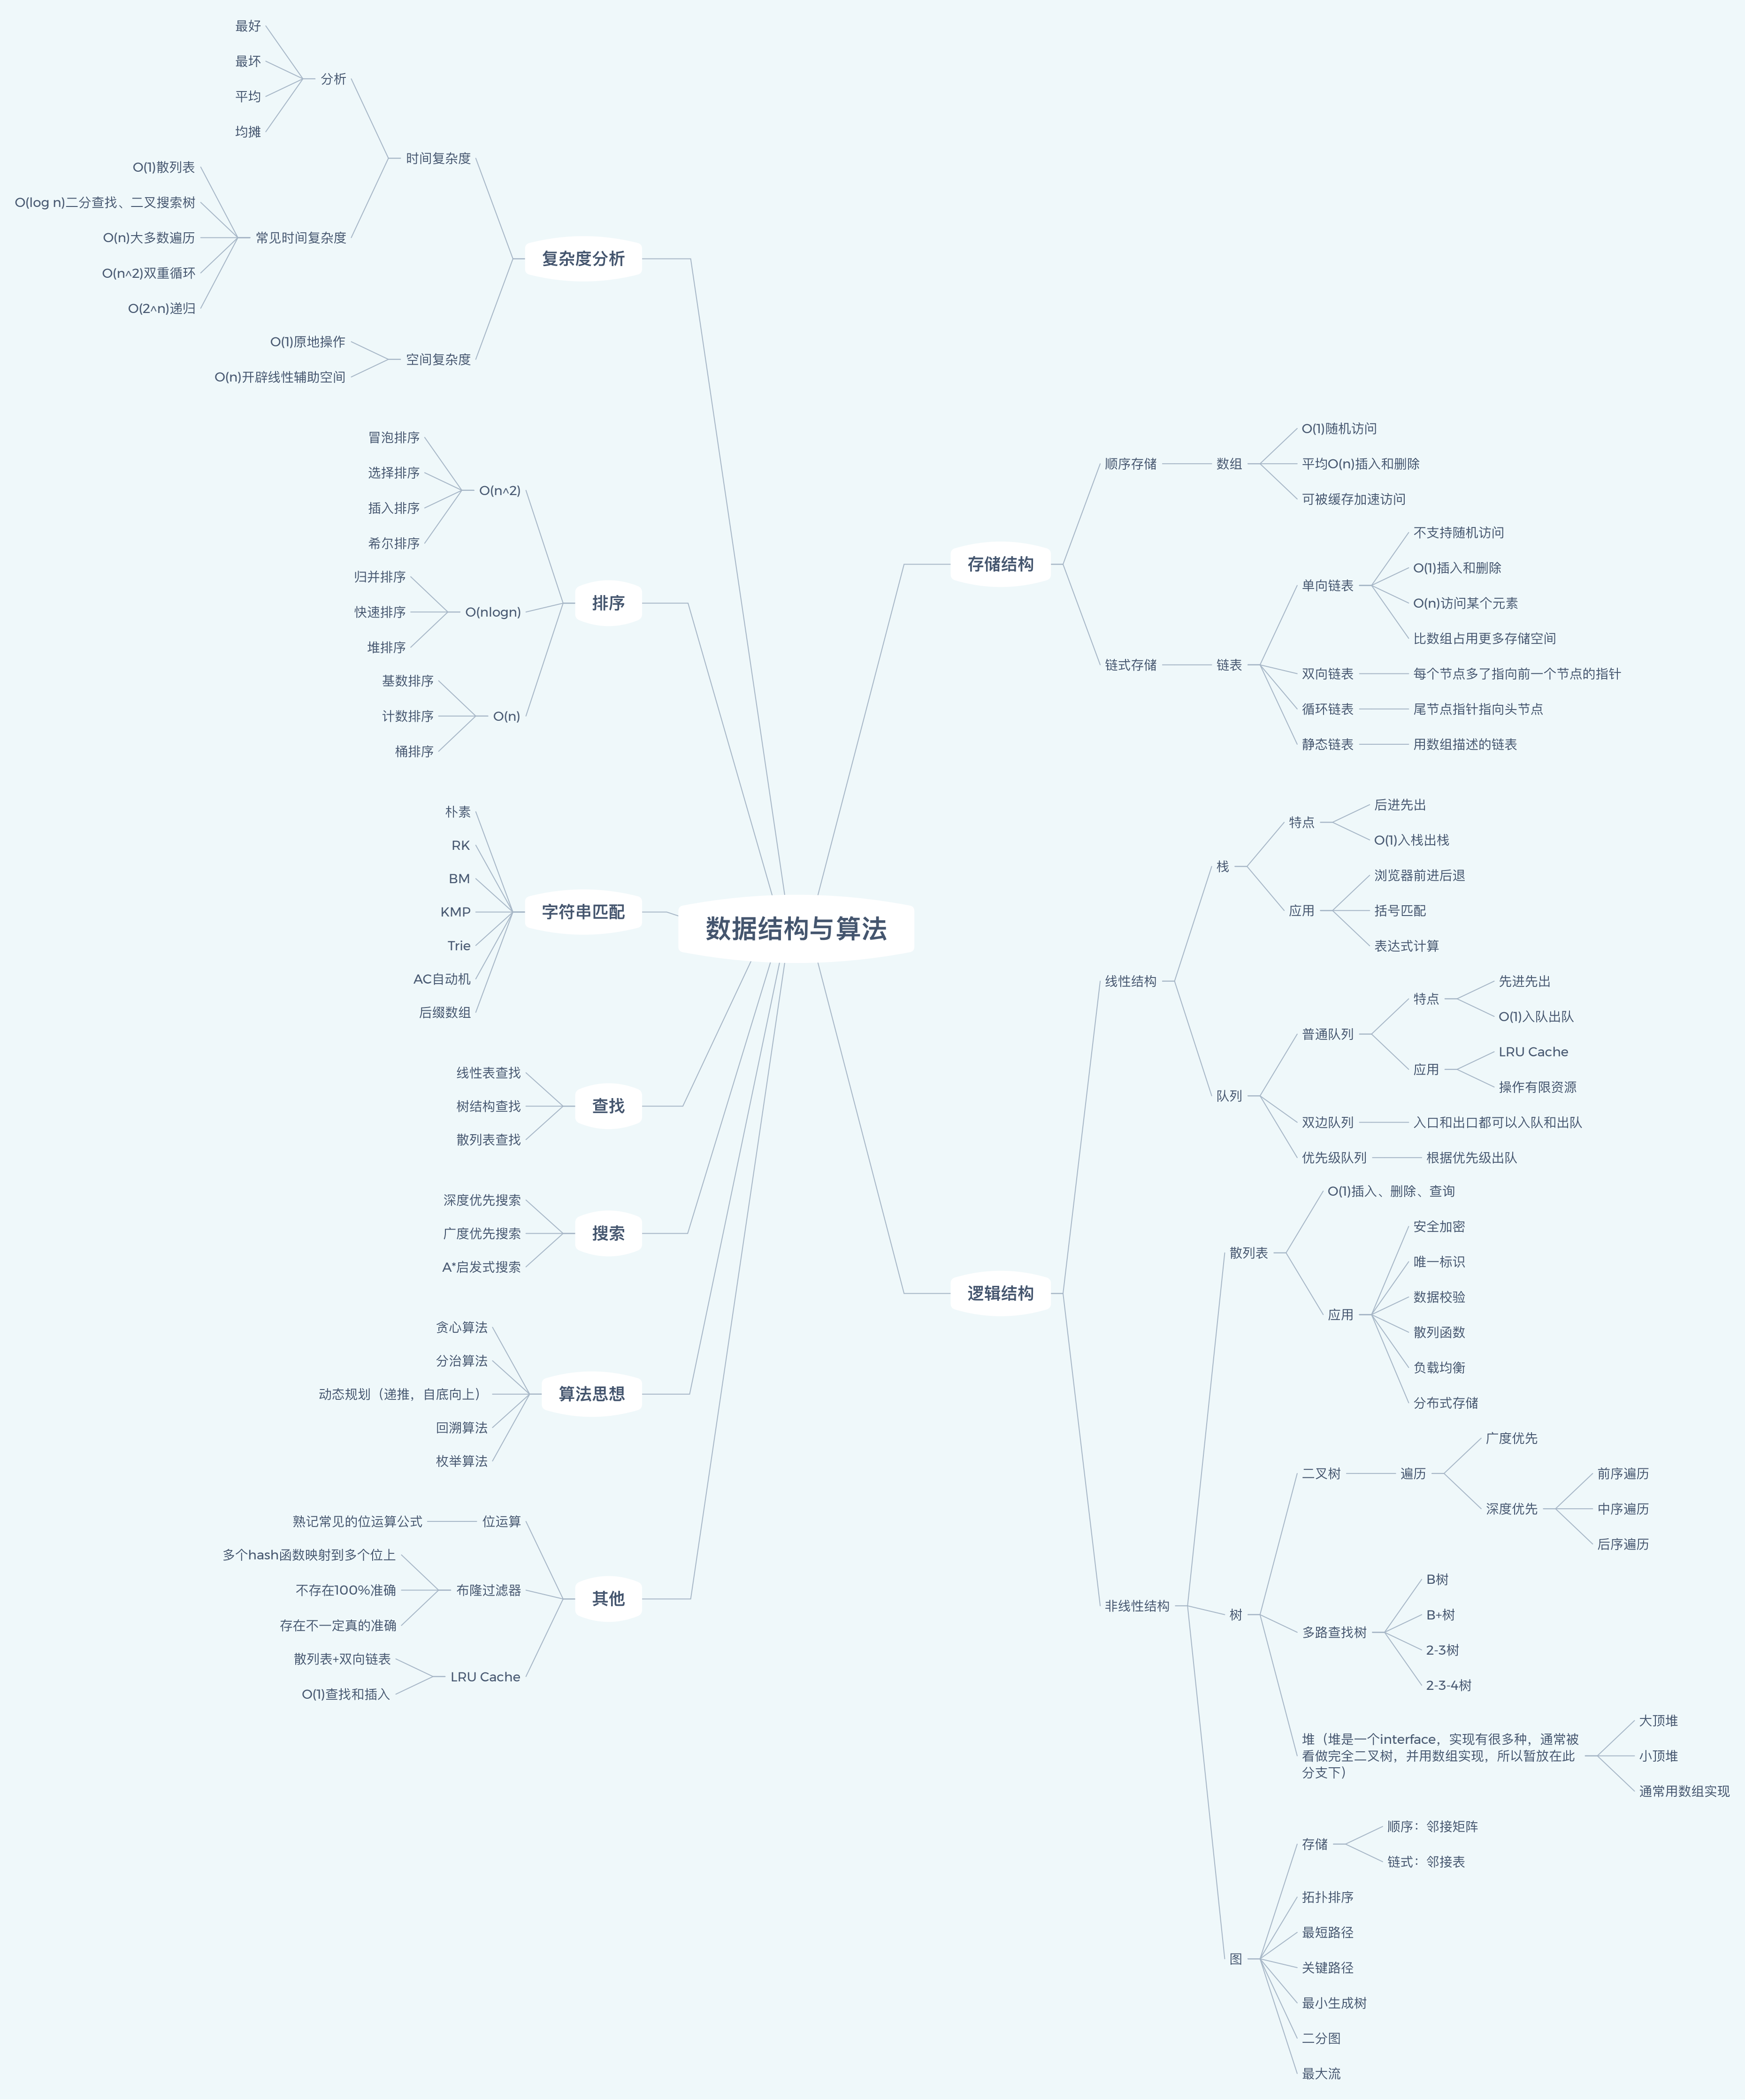 数据结构与算法
复杂度分析
时间复杂度
分析
最好
最坏
平均
均摊
常见时间复杂度
O(1)散列表
O(log n)二分查找、二叉搜索树
O(n)大多数遍历
O(n^2)双重循环
O(2^n)递归
空间复杂度
O(1)原地操作
O(n)开辟线性辅助空间
排序
O(n^2)
冒泡排序
选择排序
插入排序
希尔排序
O(nlogn)
归并排序
快速排序
堆排序
O(n)
基数排序
计数排序
桶排序
字符串匹配
朴素
RK
BM
KMP
Trie
AC自动机
后缀数组
查找
线性表查找
树结构查找
散列表查找
搜索
深度优先搜索
广度优先搜索
A*启发式搜索
算法思想
贪心算法
分治算法
动态规划（递推，自底向上）
回溯算法
枚举算法
其他
位运算
熟记常见的位运算公式
布隆过滤器
多个hash函数映射到多个位上
不存在100%准确
存在不一定真的准确
LRU Cache
散列表+双向链表
O(1)查找和插入
存储结构
顺序存储
数组
O(1)随机访问
平均O(n)插入和删除
可被缓存加速访问
链式存储
链表
单向链表
不支持随机访问
O(1)插入和删除
O(n)访问某个元素
比数组占用更多存储空间
双向链表
每个节点多了指向前一个节点的指针
循环链表
尾节点指针指向头节点
静态链表
用数组描述的链表
逻辑结构
线性结构
栈
特点
后进先出
O(1)入栈出栈
应用
浏览器前进后退
括号匹配
表达式计算
队列
普通队列
特点
先进先出
O(1)入队出队
应用
LRU Cache
操作有限资源
双边队列
入口和出口都可以入队和出队
优先级队列
根据优先级出队
非线性结构
散列表
O(1)插入、删除、查询
应用
安全加密
唯一标识
数据校验
散列函数
负载均衡
分布式存储
树
二叉树
遍历
广度优先
深度优先
前序遍历
中序遍历
后序遍历
多路查找树
B树
B+树
2-3树
2-3-4树
堆（堆是一个interface，实现有很多种，通常被
看做完全二叉树，并用数组实现，所以暂放在此
分支下）
大顶堆
小顶堆
通常用数组实现
图
存储
顺序：邻接矩阵
链式：邻接表
拓扑排序
最短路径
关键路径
最小生成树
二分图
最大流